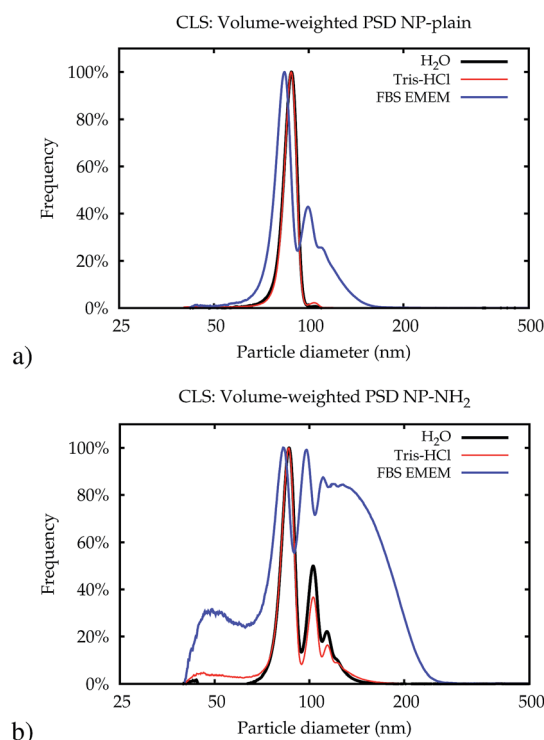 CLS: Volume-weighted PSD NP-plain
H₂O
Tris-HCl
FBS EMEM
100%
80%
60%
40%
20%
0%
Frequency
25 50 100 200 500
Particle diameter (nm)
a)
CLS: Volume-weighted PSD NP-NH₂
H₂O
Tris-HCl
FBS EMEM
100%
80%
60%
40%
20%
0%
Frequency
25 50 100 200 500
Particle diameter (nm)
b)